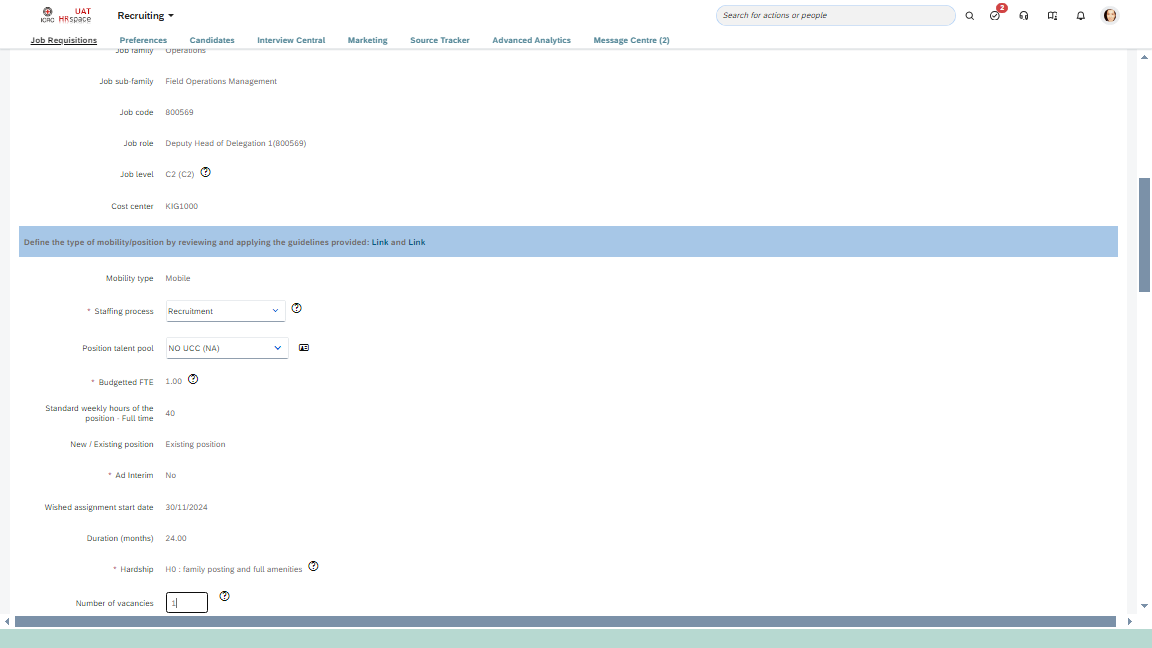 ICRC
UAT
HRspace
Recruiting
Search for actions or people
2
Job Requisitions Preferences Candidates Interview Central Marketing Source Tracker Advanced Analytics Message Centre (2)
Job family Operations
Job sub-family Field Operations Management
Job code 800569
Job role Deputy Head of Delegation 1(800569)
Job level C2 (C2)
Cost center KIG1000
Define the type of mobility/position by reviewing and applying the guidelines provided: Link and Link
Mobility type Mobile
* Staffing process Recruitment
Position talent pool NO UCC (NA)
* Budgetted FTE 1.00
Standard weekly hours of the
position - Full time 40
New / Existing position Existing position
* Ad Interim No
Wished assignment start date 30/11/2024
Duration (months) 24.00
* Hardship H0 : family posting and full amenities
Number of vacancies 1